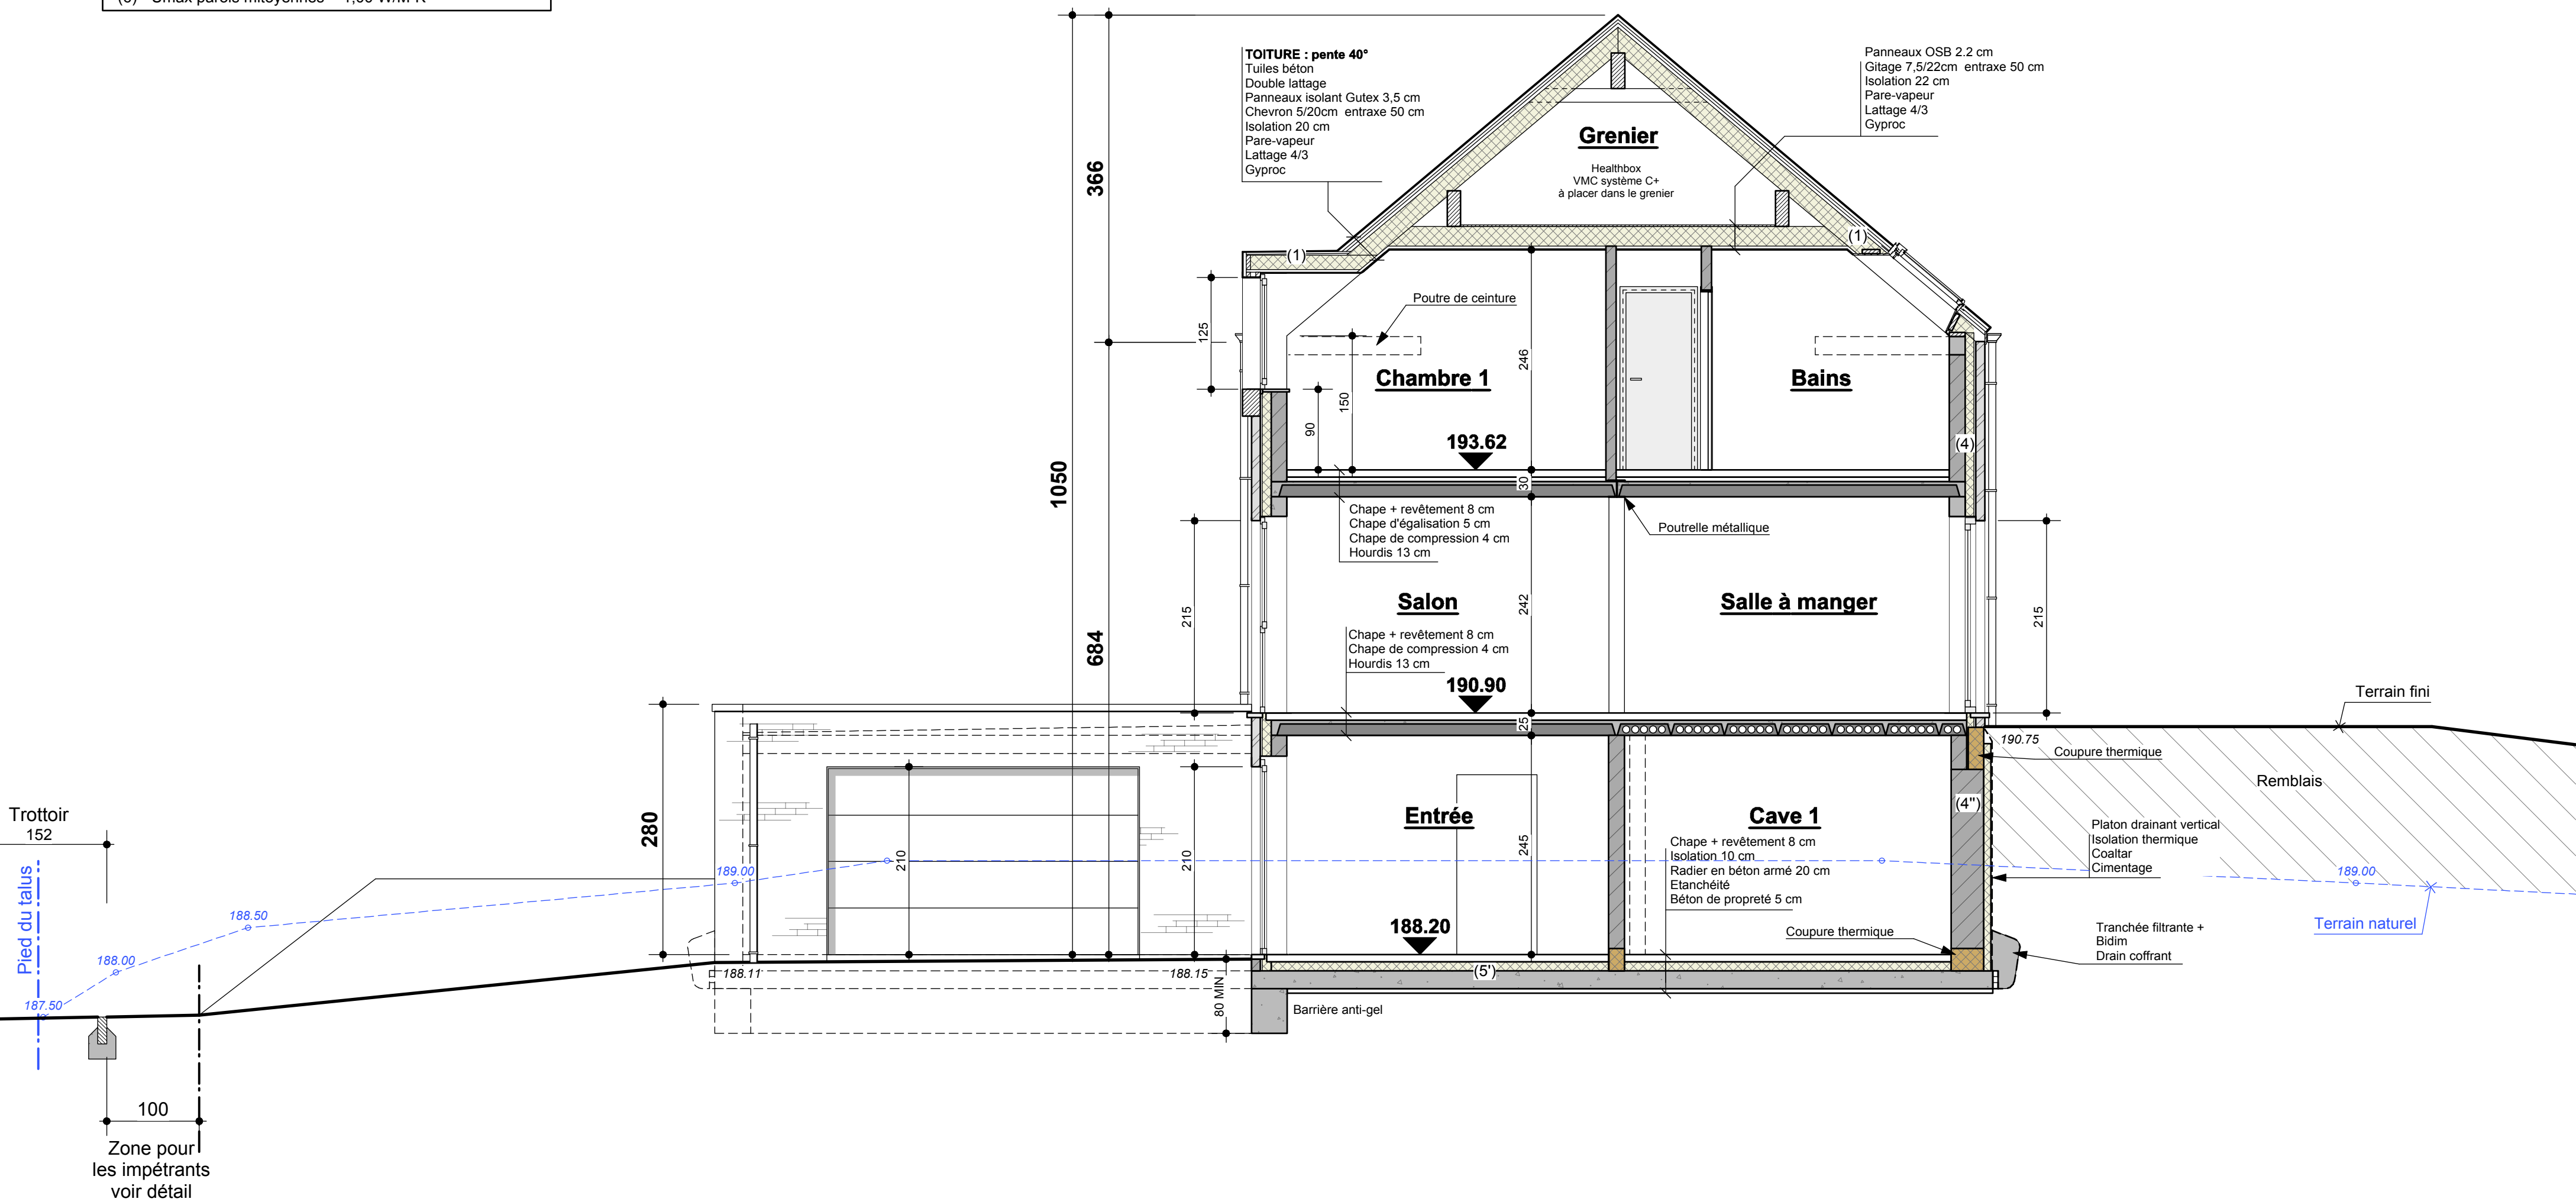 TOITURE : pente 40°
Tuiles béton
Double lattage
Panneaux isolant Gutex 3,5 cm
Chevron 5/20cm entraxe 50 cm
Isolation 20 cm
Pare-vapeur
Lattage 4/3
Gyproc
Panneaux OSB 2.2 cm
Gitage 7,5/22cm entraxe 50 cm
Isolation 22 cm
Pare-vapeur
Lattage 4/3
Gyproc
Grenier
Healthbox
VMC système C+
à placer dans le grenier
366
(1)
(1)
125
Poutre de ceinture
246
Chambre 1
Bains
150
90
193.62
(4)
1050
30
Chape + revêtement 8 cm
Chape d'égalisation 5 cm
Chape de compression 4 cm
Hourdis 13 cm
Poutrelle métallique
Salon
242
Salle à manger
215
215
684
Chape + revêtement 8 cm
Chape de compression 4 cm
Hourdis 13 cm
190.90
Terrain fini
25
190.75
Coupure thermique
Remblais
Trottoir
152
280
210
210
Entrée
245
Cave 1
(4")
Chape + revêtement 8 cm
Isolation 10 cm
Radier en béton armé 20 cm
Etanchéité
Béton de propreté 5 cm
Platon drainant vertical
Isolation thermique
Coaltar
Cimentage
189.00
189.00
188.50
188.00
187.50
Pied du talus
188.20
Coupure thermique
Terrain naturel
Tranchée filtrante +
Bidim
Drain coffrant
188.11
188.15
(5')
80 MIN
Barrière anti-gel
100
Zone pour
les impétrants
voir détail